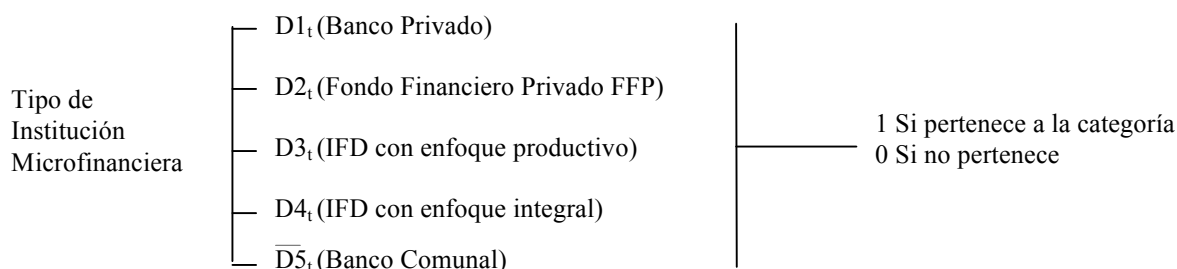 D1t (Banco Privado)
D2t (Fondo Financiero Privado FFP)
Tipo de
Institución
Microfinanciera
D3t (IFD con enfoque productivo)
1 Si pertenece a la categoría
0 Si no pertenece
D4t (IFD con enfoque integral)
D̅5t (Banco Comunal)